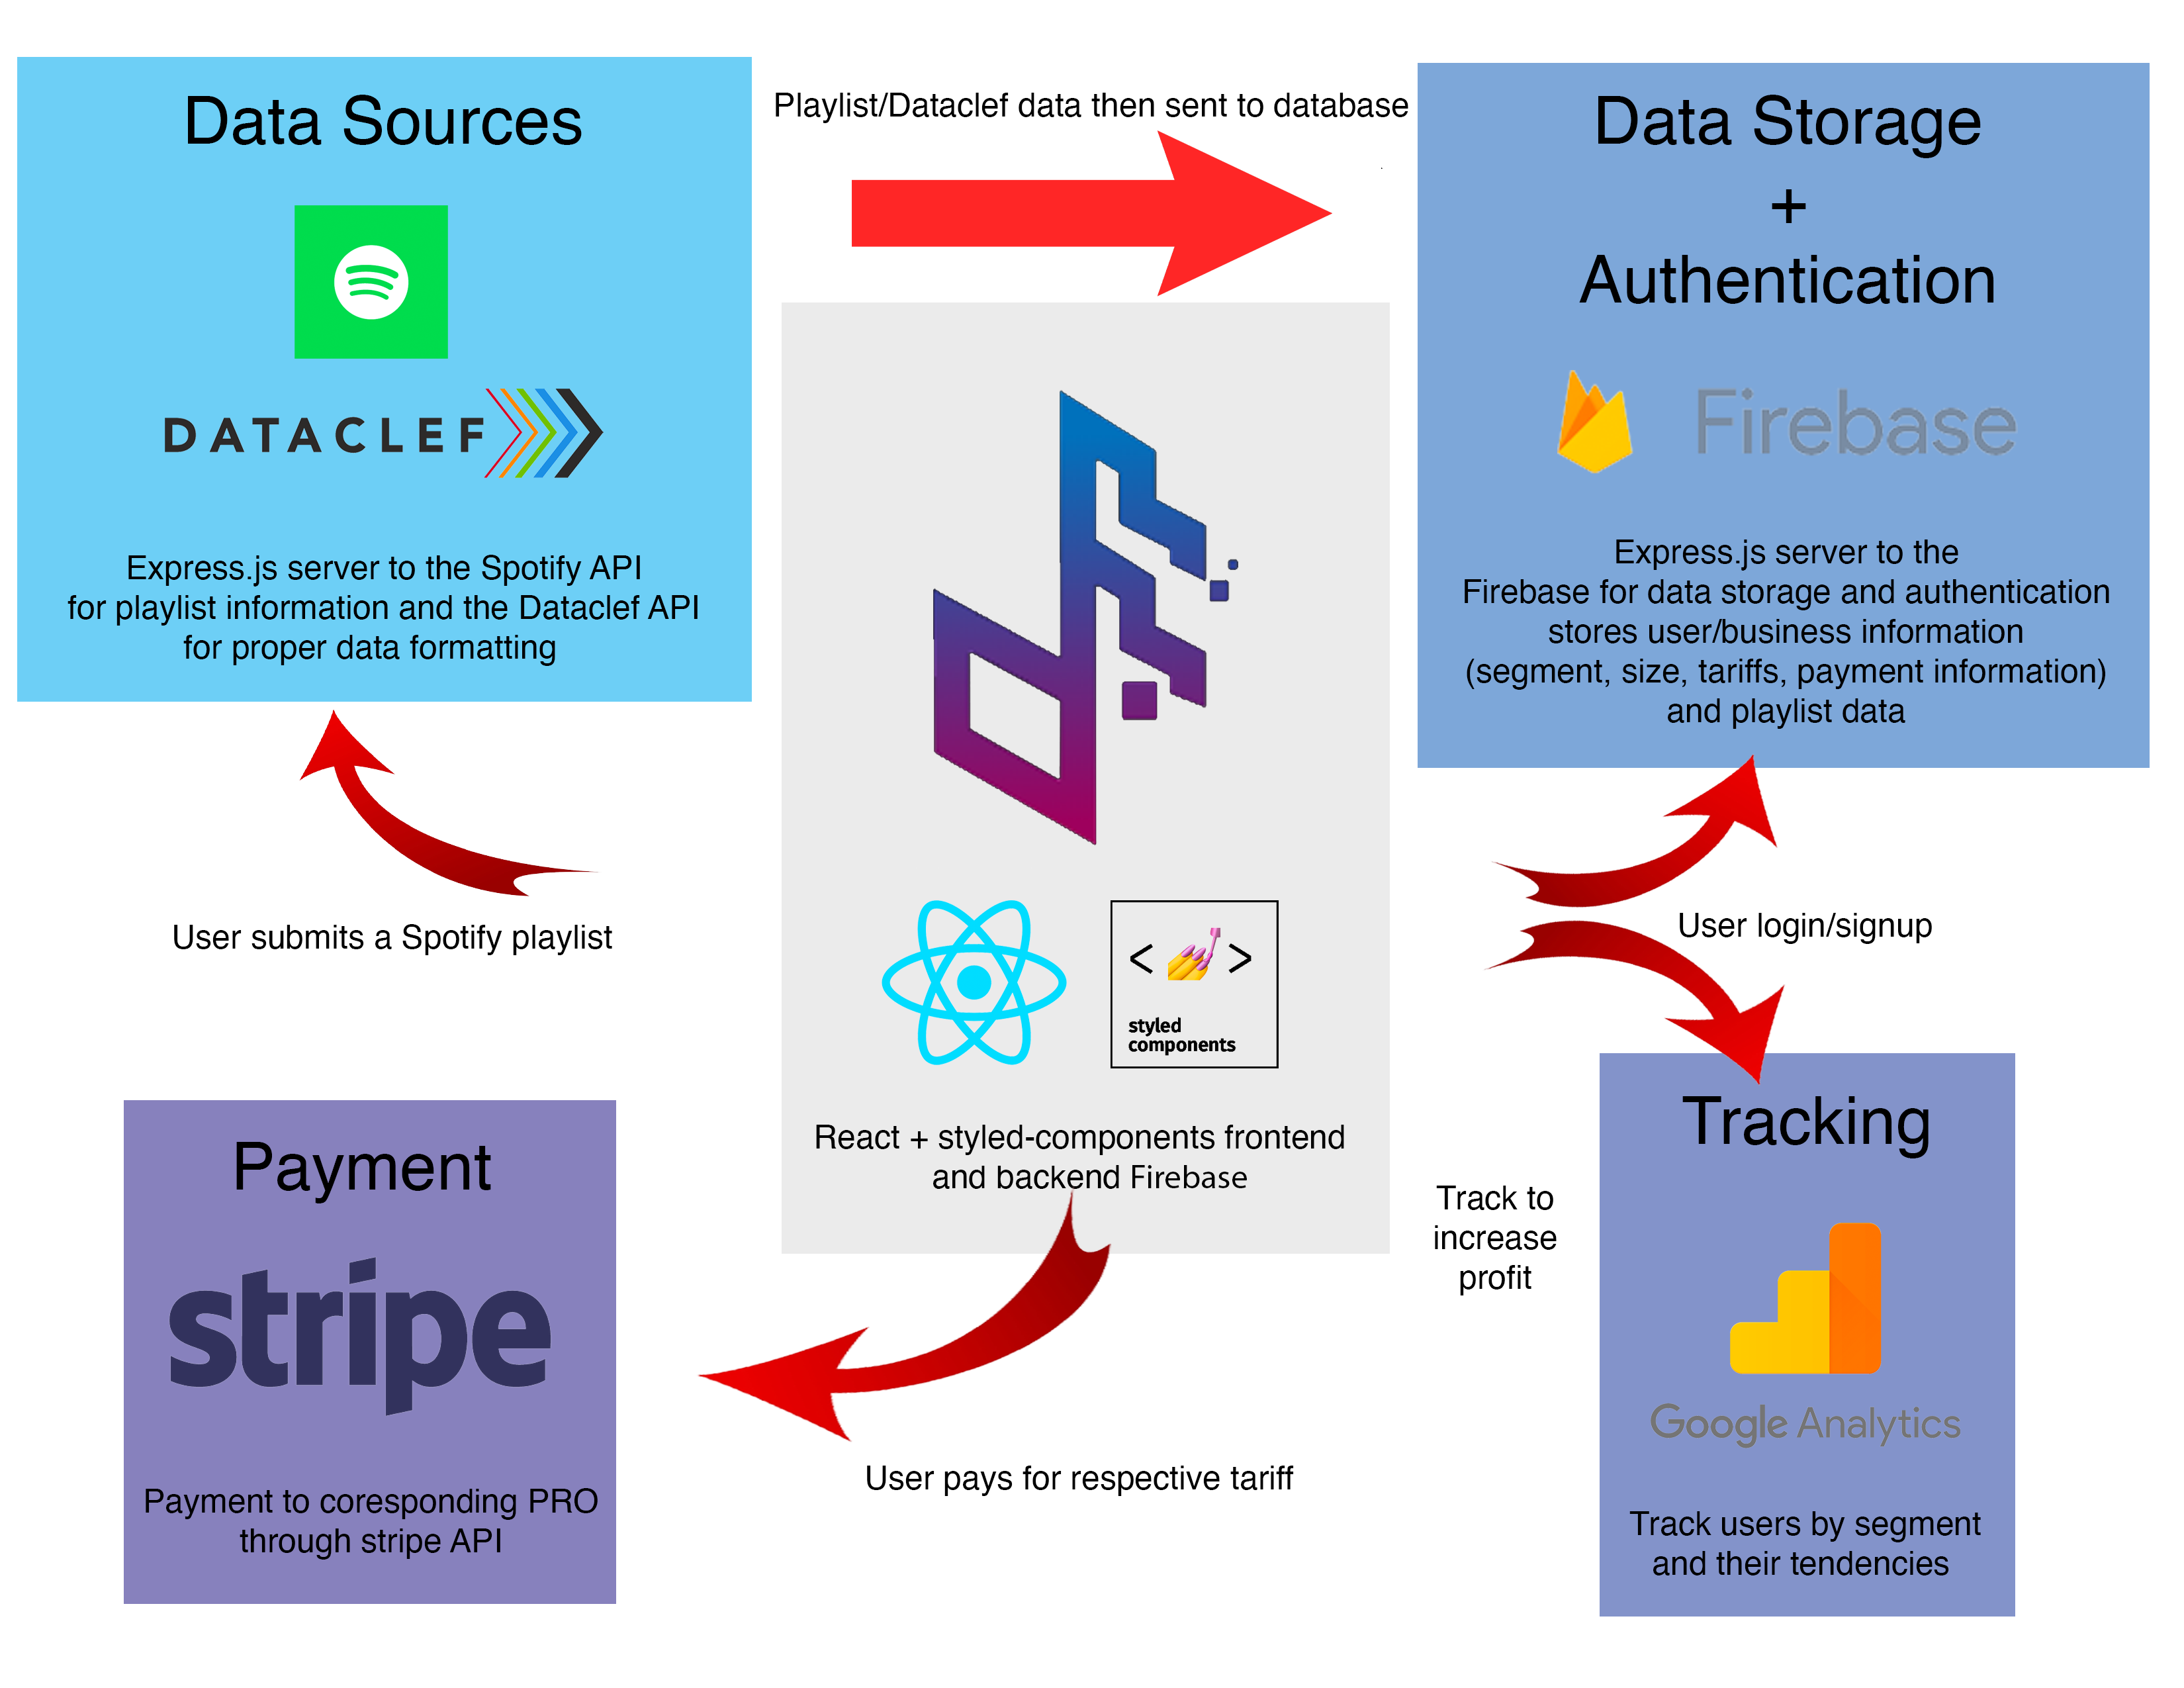 Data Sources
DATACLEF
Express.js server to the Spotify API
for playlist information and the Dataclef API
for proper data formatting
Playlist/Dataclef data then sent to database
Data Storage
+
Authentication
Firebase
Express.js server to the
Firebase for data storage and authentication
stores user/business information
(segment, size, tariffs, payment information)
and playlist data
User submits a Spotify playlist
< >
styled
components
React + styled-components frontend
and backend Firebase
User login/signup
Payment
stripe
Payment to coresponding PRO
through stripe API
User pays for respective tariff
Track to
increase
profit
Tracking
Google Analytics
Track users by segment
and their tendencies